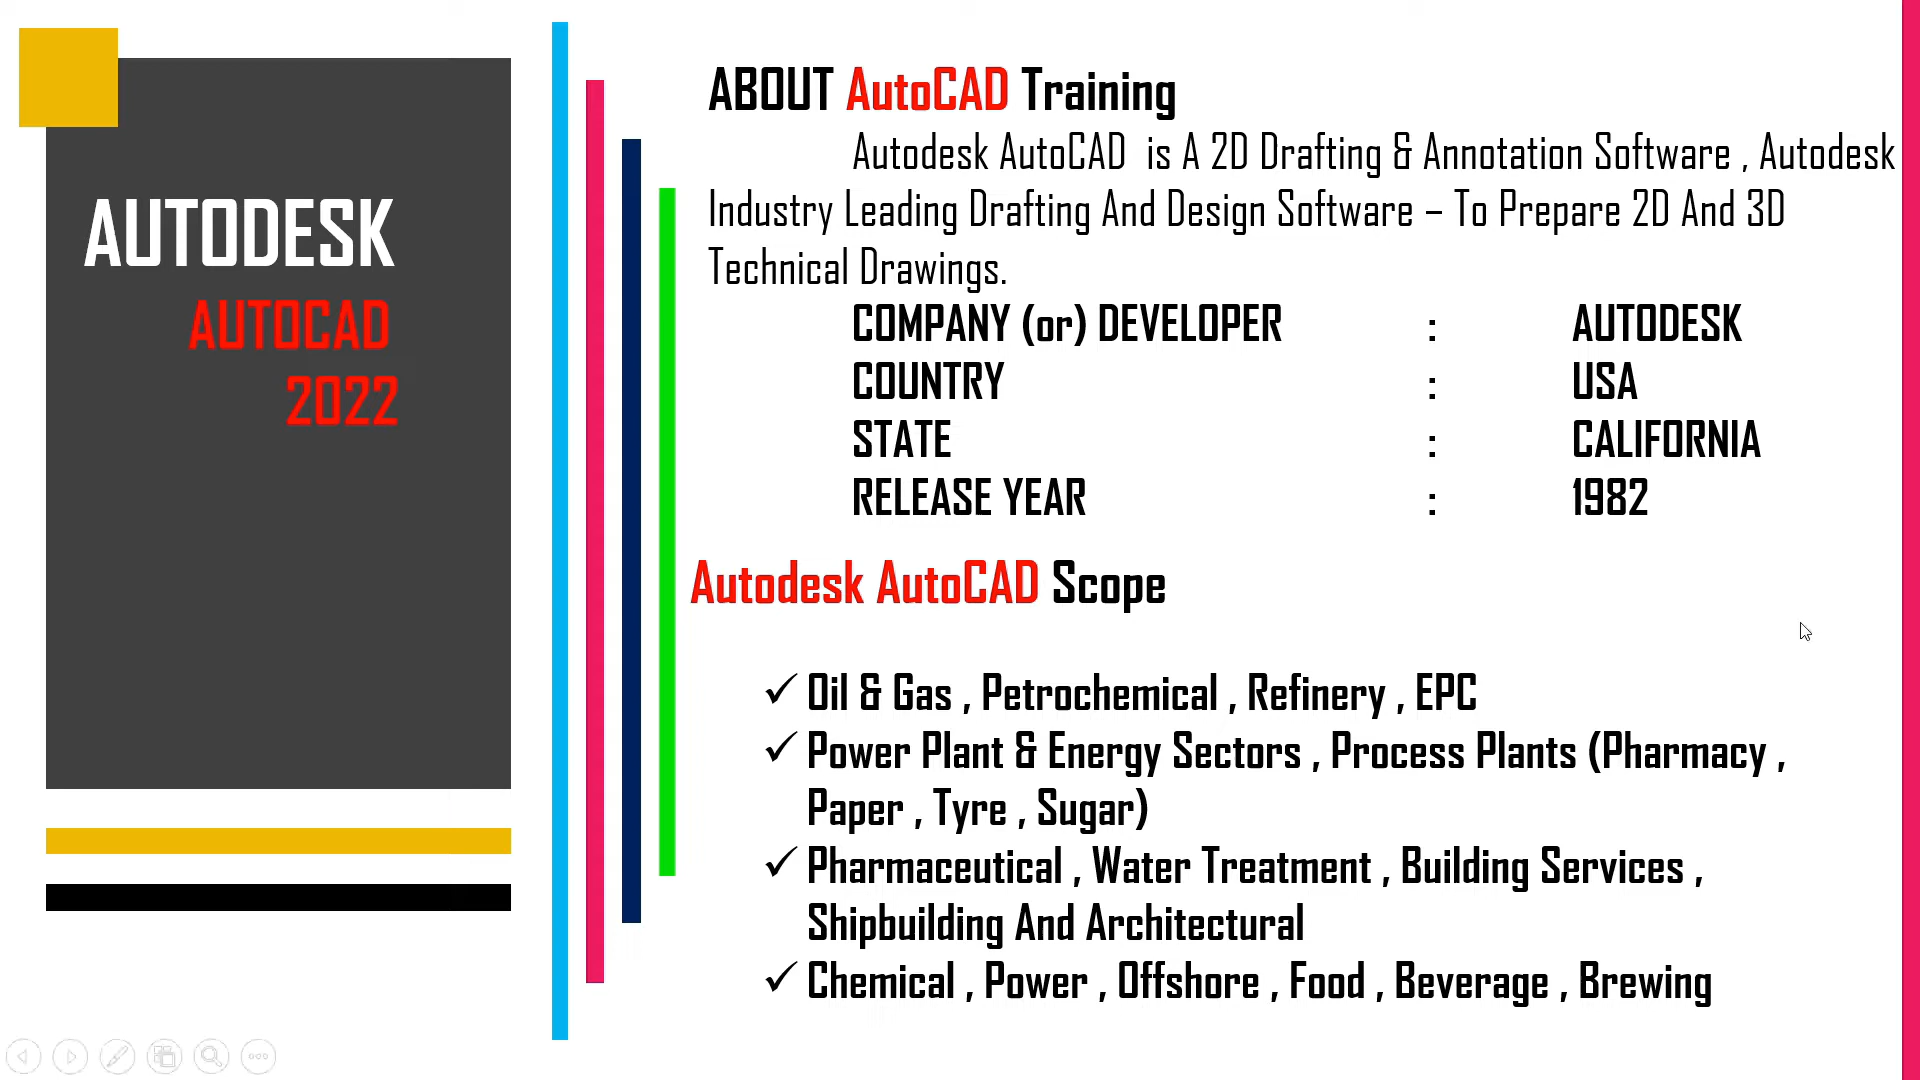 AUTODESK
AUTOCAD
2022
ABOUT AutoCAD Training
Autodesk AutoCAD is A 2D Drafting & Annotation Software , Autodesk
Industry Leading Drafting And Design Software – To Prepare 2D And 3D
Technical Drawings.
COMPANY (or) DEVELOPER : AUTODESK
COUNTRY : USA
STATE : CALIFORNIA
RELEASE YEAR : 1982
Autodesk AutoCAD Scope
✓ Oil & Gas , Petrochemical , Refinery , EPC
✓ Power Plant & Energy Sectors , Process Plants (Pharmacy ,
Paper , Tyre , Sugar)
✓ Pharmaceutical , Water Treatment , Building Services ,
Shipbuilding And Architectural
✓ Chemical , Power , Offshore , Food , Beverage , Brewing